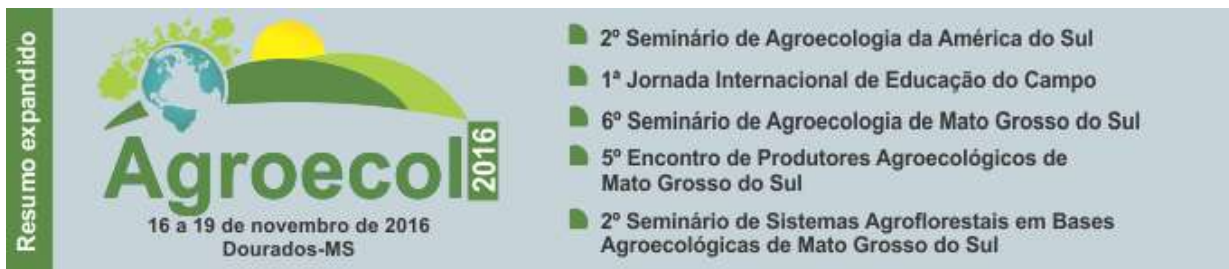 Resumo expandido
Agroecol 2016
16 a 19 de novembro de 2016
Dourados-MS
2º Seminário de Agroecologia da América do Sul
1ª Jornada Internacional de Educação do Campo
6º Seminário de Agroecologia de Mato Grosso do Sul
5º Encontro de Produtores Agroecológicos de
Mato Grosso do Sul
2º Seminário de Sistemas Agroflorestais em Bases
Agroecológicas de Mato Grosso do Sul